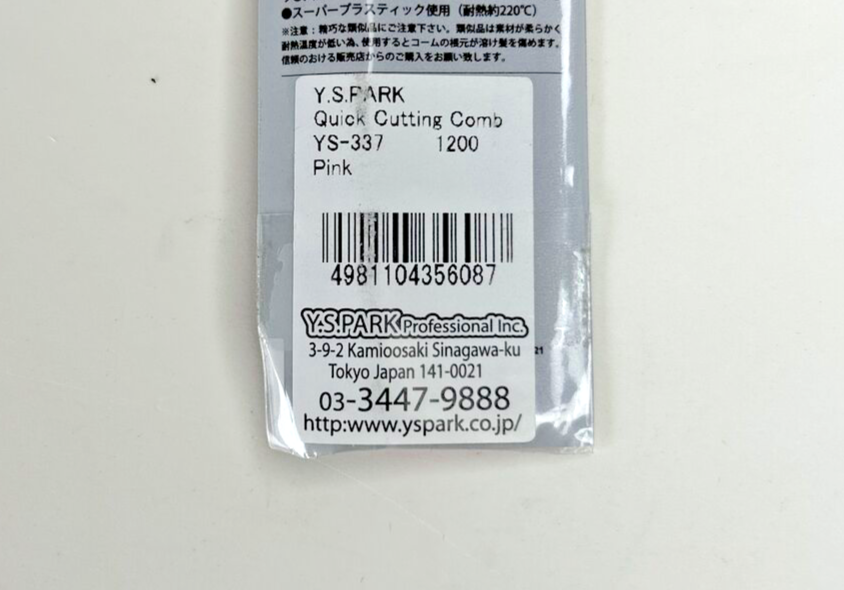 ●スーパープラスティック使用（耐熱約220℃）
※注意：精巧な類似品にご注意下さい。類似品は素材が柔らかく
耐熱温度が低い為、使用するとコームの根元が溶け髪を傷めます。
信頼のおける販売店からのご購入をお願い致します。
Y.S.PARK
Quick Cutting Comb
YS-337 1200
Pink
4981104356087
Y.S.PARK Professional Inc.
3-9-2 Kamioosaki Sinagawa-ku
21
Tokyo Japan 141-0021
03-3447-9888
http:www.yspark.co.jp/